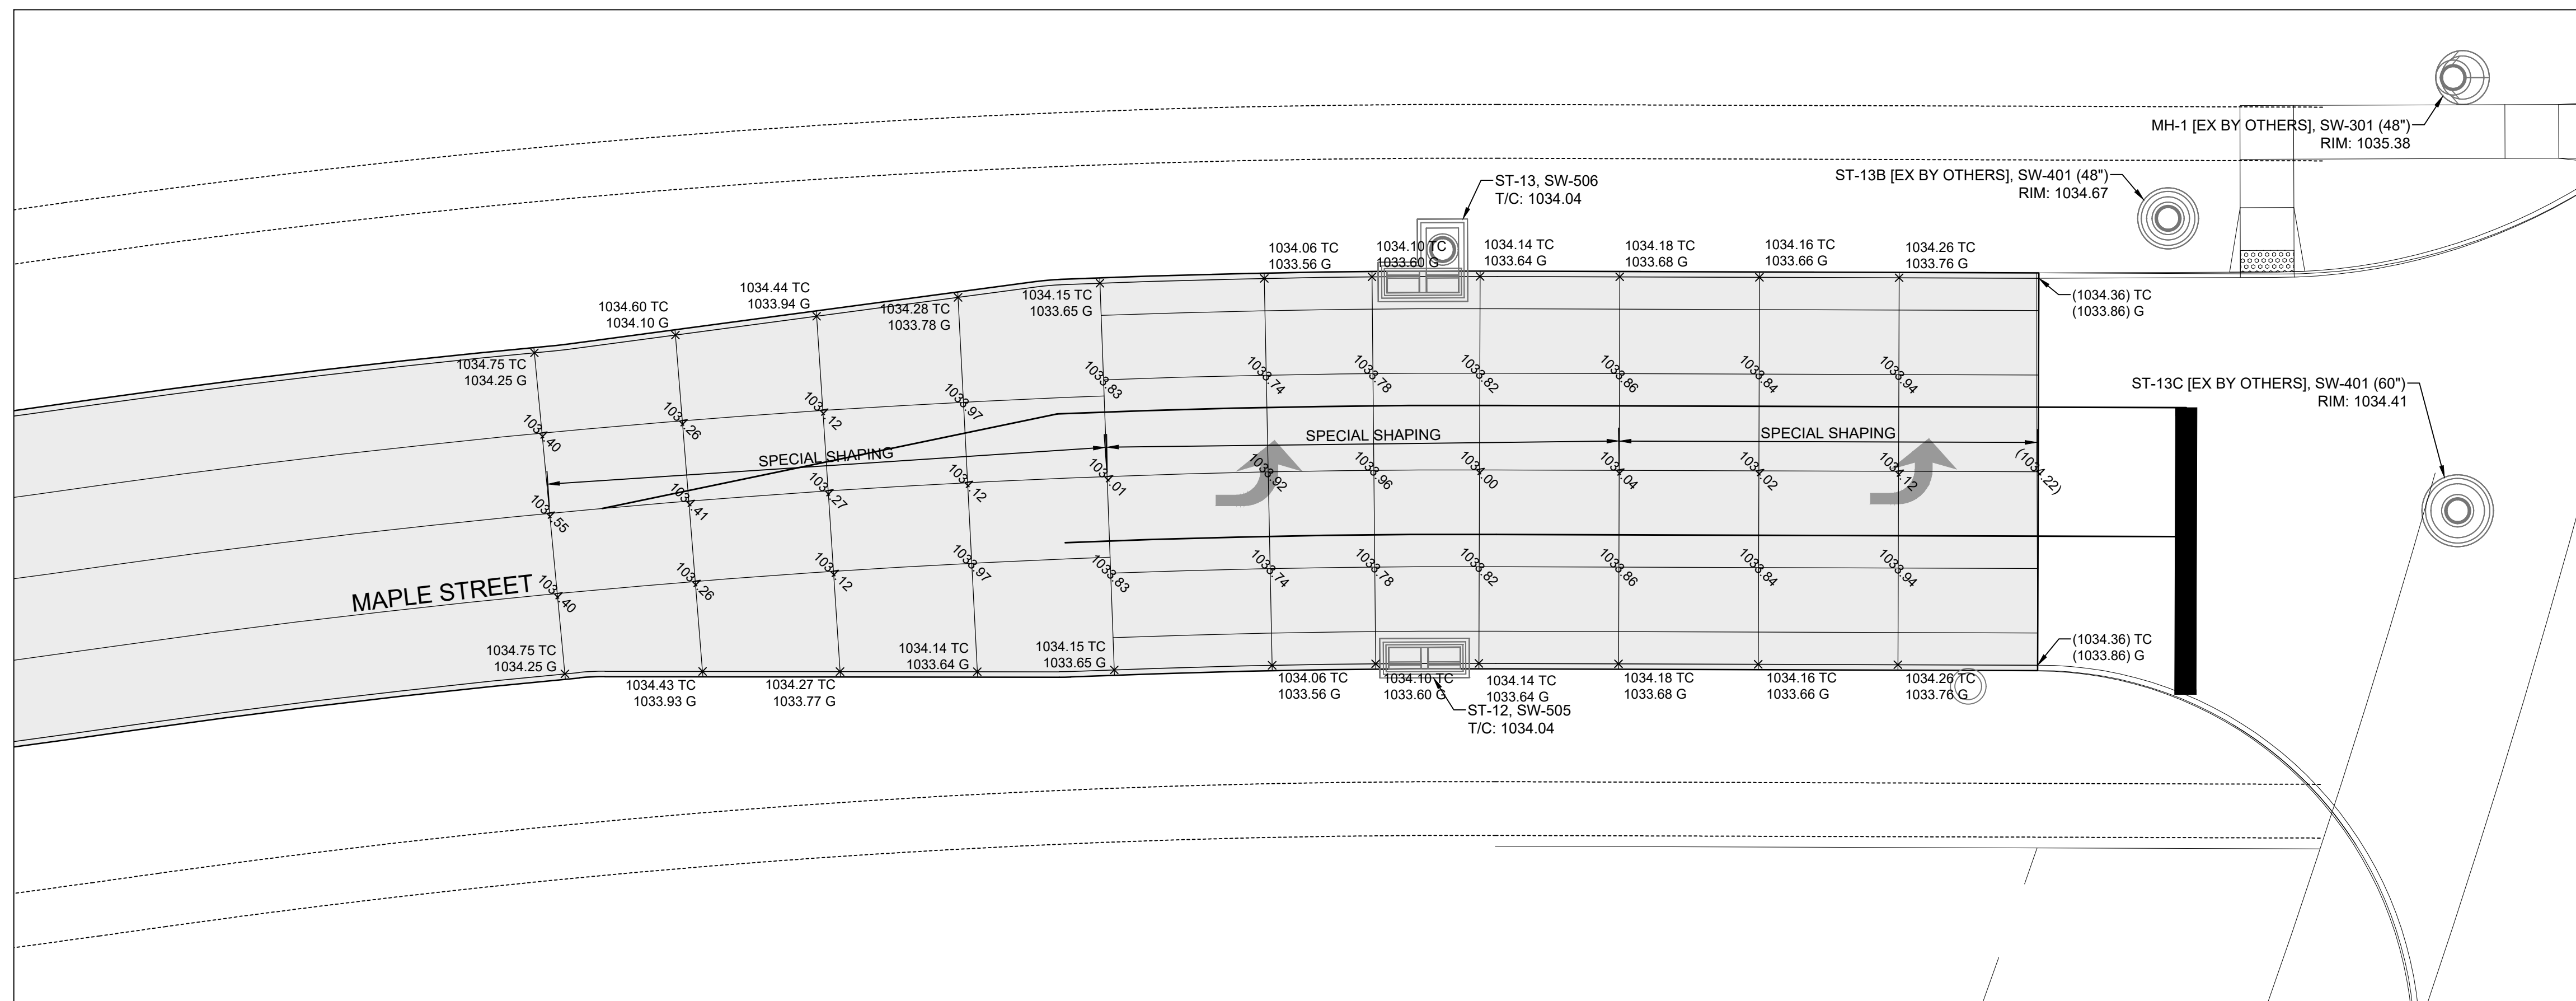 MH-1 [EX BY OTHERS], SW-301 (48")
RIM: 1035.38
ST-13B [EX BY OTHERS], SW-401 (48")
RIM: 1034.67
ST-13, SW-506
T/C: 1034.04
1034.06 TC
1033.56 G
1034.10 TC
1033.60 G
1034.14 TC
1033.64 G
1034.18 TC
1033.68 G
1034.16 TC
1033.66 G
1034.26 TC
1033.76 G
1034.60 TC
1034.10 G
1034.44 TC
1033.94 G
1034.28 TC
1033.78 G
1034.15 TC
1033.65 G
(1034.36) TC
(1033.86) G
1034.75 TC
1034.25 G
ST-13C [EX BY OTHERS], SW-401 (60")
RIM: 1034.41
1034.40
1034.26
1034.12
1033.97
1033.83
1033.74
1033.78
1033.82
1033.86
1033.84
1033.94
SPECIAL SHAPING
SPECIAL SHAPING
SPECIAL SHAPING
1034.55
1034.41
1034.27
1034.12
1034.01
1033.92
1033.96
1034.00
1034.04
1034.02
1034.12
(1034.22)
MAPLE STREET
1034.40
1034.26
1034.12
1033.97
1033.83
1033.74
1033.78
1033.82
1033.86
1033.84
1033.94
1034.75 TC
1034.25 G
1034.43 TC
1033.93 G
1034.27 TC
1033.77 G
1034.14 TC
1033.64 G
1034.15 TC
1033.65 G
1034.06 TC
1033.56 G
1034.10 TC
1033.60 G
1034.14 TC
1033.64 G
1034.18 TC
1033.68 G
1034.16 TC
1033.66 G
1034.26 TC
1033.76 G
(1034.36) TC
(1033.86) G
ST-12, SW-505
T/C: 1034.04